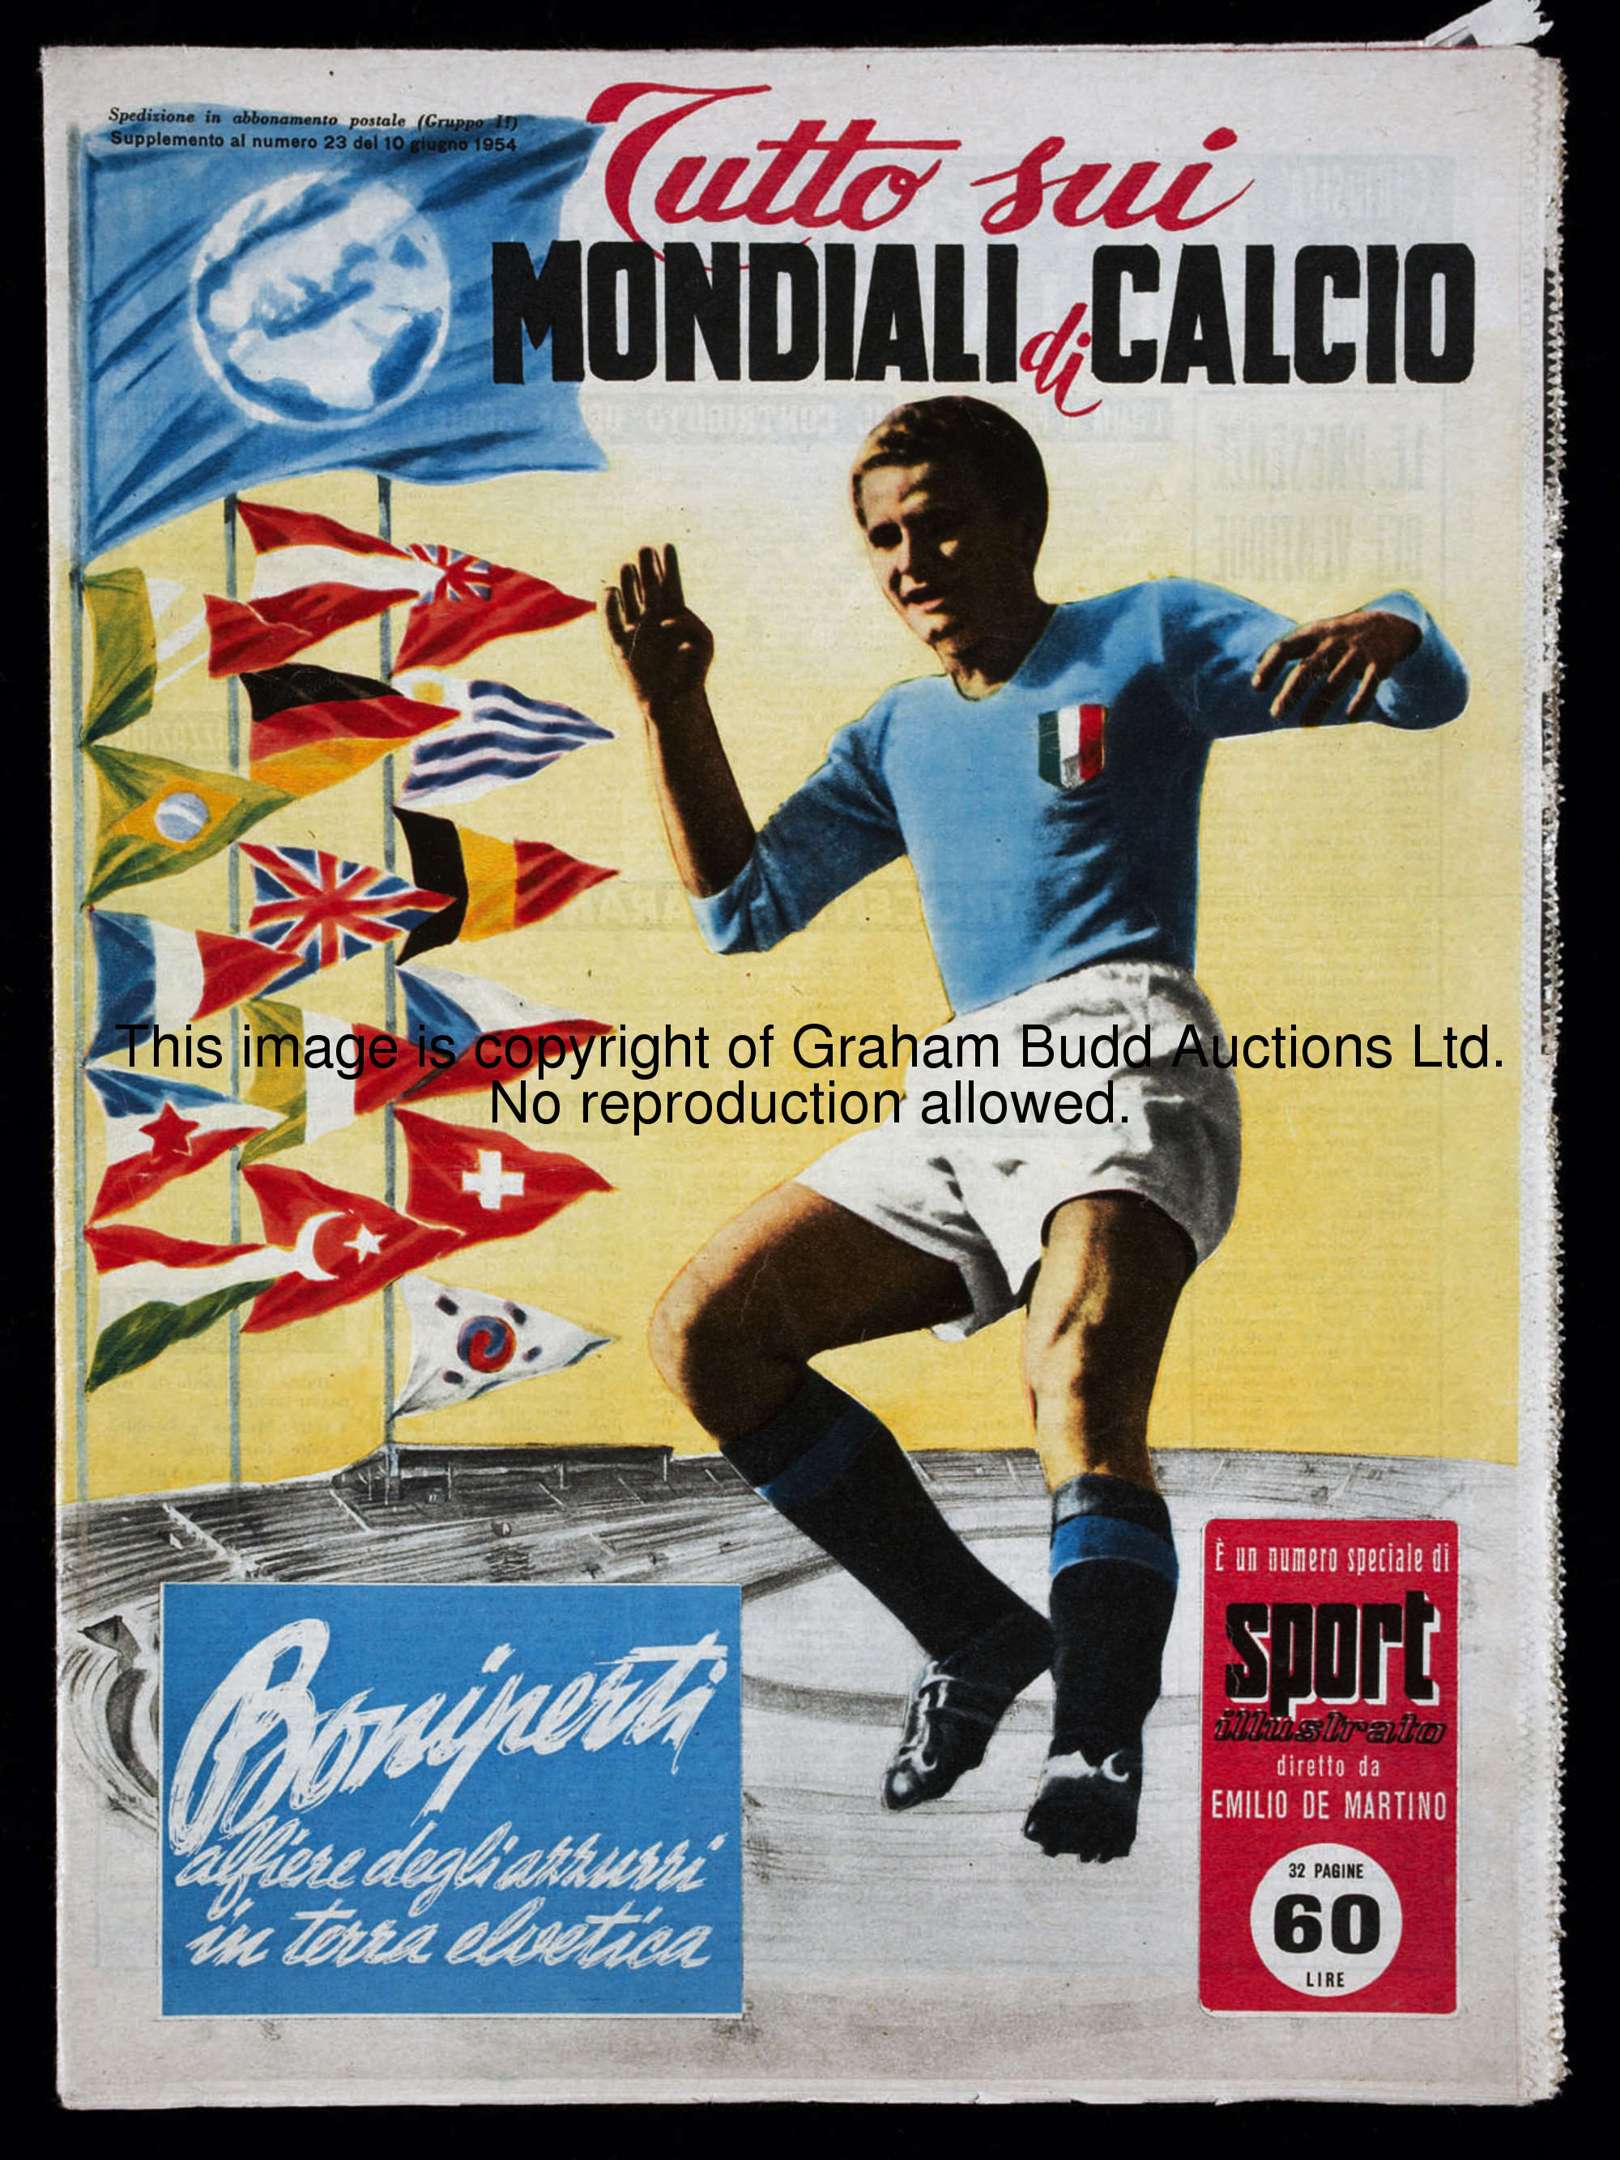 Spedizione in abbonamento postale (Gruppo II)
Supplemento al numero 23 del 10 giugno 1954
Tutto sui
MONDIALI di CALCIO
This image is copyright of Graham Budd Auctions Ltd.
No reproduction allowed.
Boniperti
alfiere degli azzurri
in terra elvetica
È un numero speciale di
sport
illustrato
diretto da
EMILIO DE MARTINO
32 PAGINE
60
LIRE